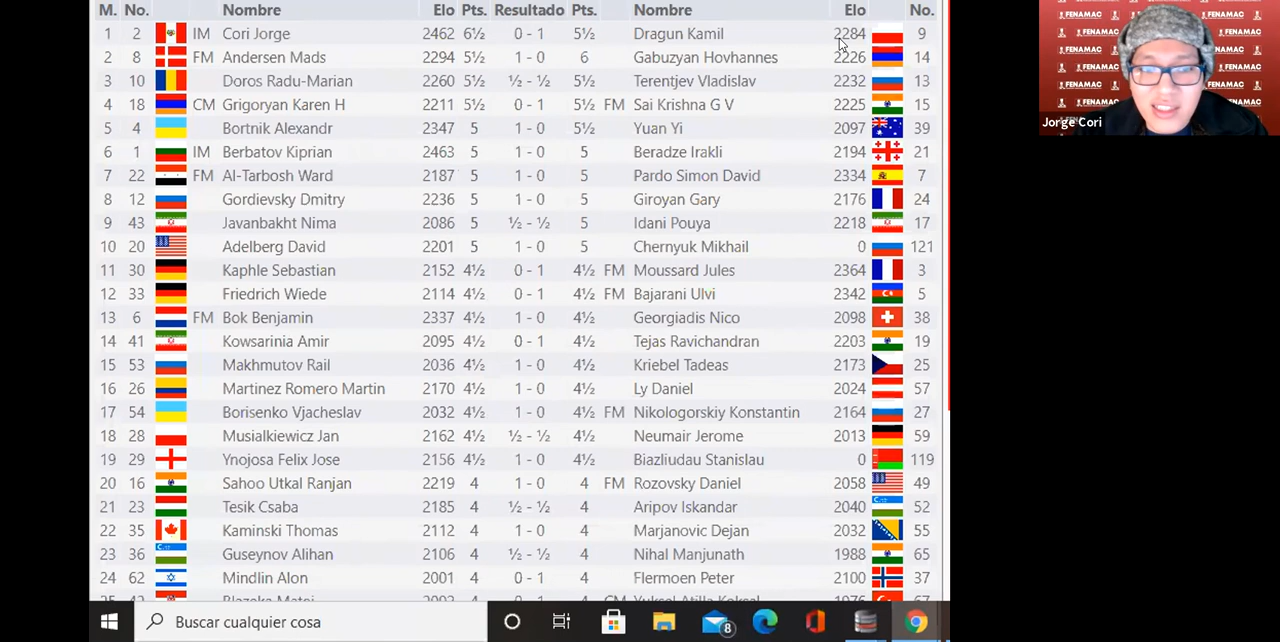 M. No. Nombre Elo Pts. Resultado Pts. Nombre Elo No.
1 2 IM Cori Jorge 2462 6½ 0 - 1 5½ Dragun Kamil 2284 9
2 8 FM Andersen Mads 2294 5½ 1 - 0 6 Gabuzyan Hovhannes 2226 14
3 10 Doros Radu-Marian 2260 5½ ½ - ½ 5½ Terentjev Vladislav 2232 13
4 18 CM Grigoryan Karen H 2211 5½ 0 - 1 5½ FM Sai Krishna G V 2225 15
5 4 Bortnik Alexandr 2347 5 1 - 0 5½ Yuan Yi 2097 39
6 1 IM Berbatov Kiprian 2463 5 1 - 0 5 Beradze Irakli 2194 21
7 22 FM Al-Tarbosh Ward 2187 5 1 - 0 5 Pardo Simon David 2334 7
8 12 Gordievsky Dmitry 2236 5 1 - 0 5 Giroyan Gary 2176 24
9 43 Javanbakht Nima 2086 5 ½ - ½ 5 Idani Pouya 2218 17
10 20 Adelberg David 2201 5 1 - 0 5 Chernyuk Mikhail 0 121
11 30 Kaphle Sebastian 2152 4½ 0 - 1 4½ FM Moussard Jules 2364 3
12 33 Friedrich Wiede 2114 4½ 0 - 1 4½ FM Bajarani Ulvi 2342 5
13 6 FM Bok Benjamin 2337 4½ 1 - 0 4½ Georgiadis Nico 2098 38
14 41 Kowsarinia Amir 2095 4½ 0 - 1 4½ Tejas Ravichandran 2203 19
15 53 Makhmutov Rail 2036 4½ 1 - 0 4½ Kriebel Tadeas 2173 25
16 26 Martinez Romero Martin 2170 4½ 1 - 0 4½ Ly Daniel 2024 57
17 54 Borisenko Vjacheslav 2032 4½ 1 - 0 4½ FM Nikologorskiy Konstantin 2164 27
18 28 Musialkiewicz Jan 2162 4½ ½ - ½ 4½ Neumair Jerome 2013 59
19 29 Ynojosa Felix Jose 2156 4½ 1 - 0 4½ Biazliudau Stanislau 0 119
20 16 Sahoo Utkal Ranjan 2219 4 1 - 0 4 FM Rozovsky Daniel 2058 49
21 23 Tesik Csaba 2183 4 ½ - ½ 4 Aripov Iskandar 2040 52
22 35 Kaminski Thomas 2112 4 1 - 0 4 Marjanovic Dejan 2032 55
23 36 Guseynov Alihan 2106 4 ½ - ½ 4 Nihal Manjunath 1988 65
24 62 Mindlin Alon 2001 4 0 - 1 4 Flermoen Peter 2100 37
Buscar cualquier cosa
8
FENAMAC
Jorge Cori